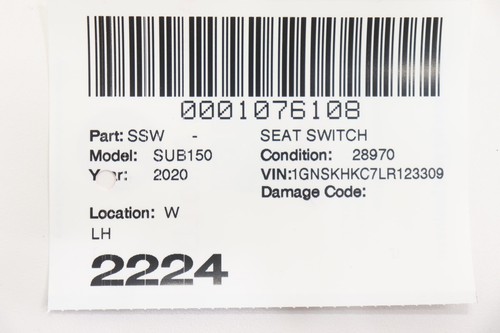 0001076108
Part: SSW - SEAT SWITCH
Model: SUB150 Condition: 28970
Year: 2020 VIN:1GNSKHKC7LR123309
Damage Code:
Location: W
LH
2224